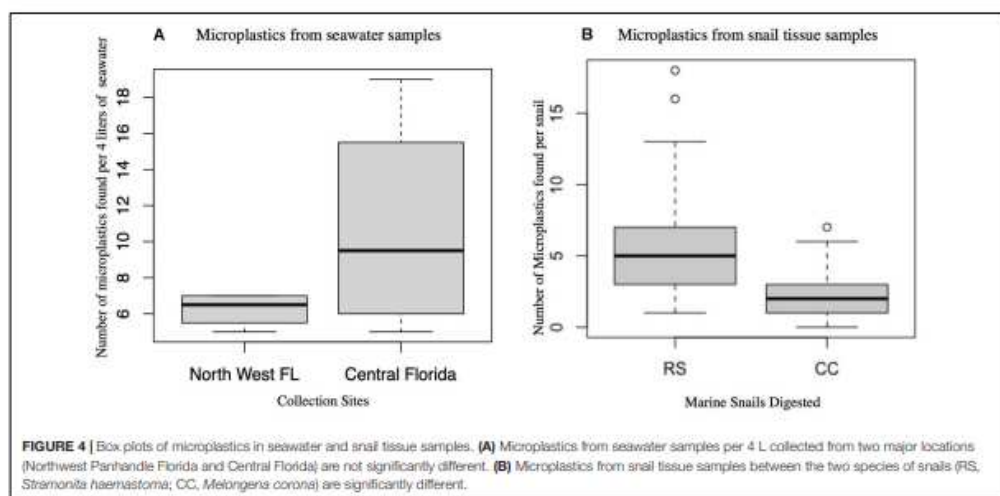 A Microplastics from seawater samples
Number of microplastics found per 4 liters of seawater
18
16
14
12
10
8
6
North West FL Central Florida
Collection Sites
B Microplastics from snail tissue samples
Number of Microplastics found per snail
15
10
5
0
RS CC
Marine Snails Digested
FIGURE 4 | Box plots of microplastics in seawater and snail tissue samples. (A) Microplastics from seawater samples per 4 L collected from two major locations
(Northwest Panhandle Florida and Central Florida) are not significantly different. (B) Microplastics from snail tissue samples between the two species of snails (RS,
Stramonita haemastoma; CC, Melongena corona) are significantly different.